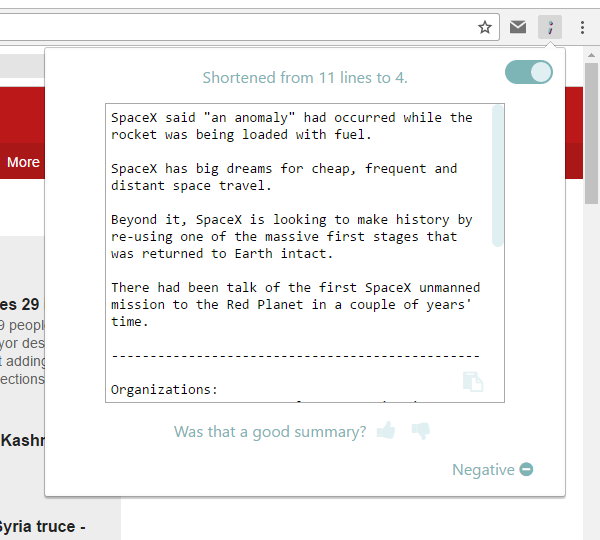 Shortened from 11 lines to 4.
More
SpaceX said "an anomaly" had occurred while the
rocket was being loaded with fuel.
SpaceX has big dreams for cheap, frequent and
distant space travel.
Beyond it, SpaceX is looking to make history by
re-using one of the massive first stages that
was returned to Earth intact.
There had been talk of the first SpaceX unmanned
mission to the Red Planet in a couple of years'
time.
-----------------------------------------------
Organizations:
Was that a good summary?
Negative
es 29
9 peopl
yor des
t adding
ections
Kashr
Syria truce -